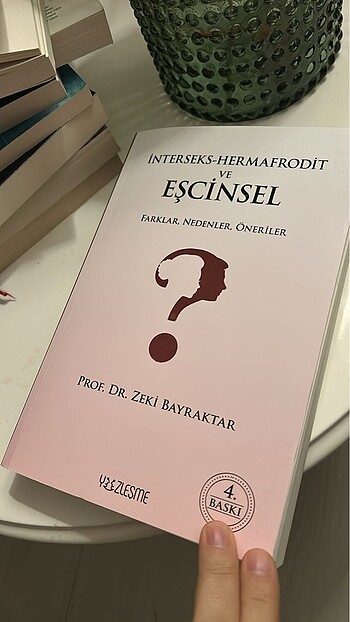 İNTERSEKS-HERMAFRODİT
VE
EŞCİNSEL
FARKLAR, NEDENLER, ÖNERİLER
PROF. DR. ZEKİ BAYRAKTAR
YÜZLEŞME
4.
BASKI